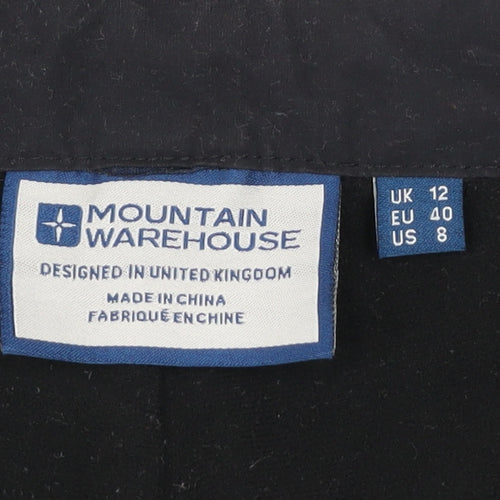 MOUNTAIN
WAREHOUSE
DESIGNED IN UNITED KINGDOM
MADE IN CHINA
FABRIQUÉ EN CHINE
UK 12
EU 40
US 8